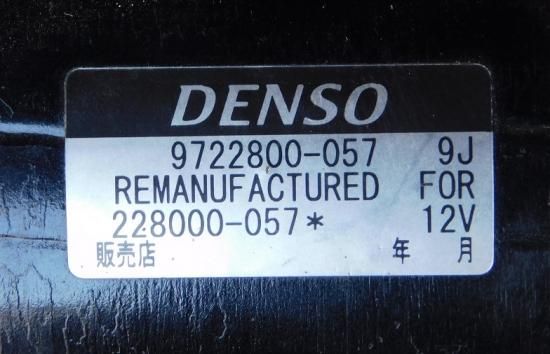 DENSO
9722800-057 9J
REMANUFACTURED FOR
228000-057* 12V
販売店 年 月